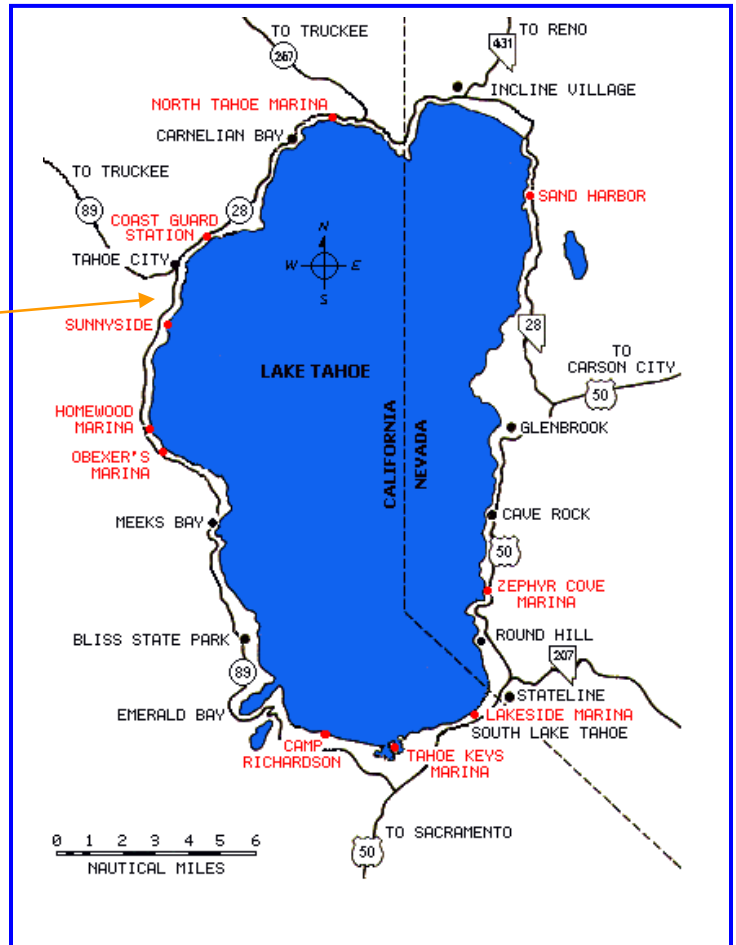 TO TRUCKEE
267
TO RENO
431
INCLINE VILLAGE
NORTH TAHOE MARINA
CARNELIAN BAY
TO TRUCKEE
89
28
COAST GUARD
STATION
TAHOE CITY
SAND HARBOR
N
W E
S
SUNNYSIDE
28
TO
CARSON CITY
50
LAKE TAHOE
CALIFORNIA
NEVADA
HOMEWOOD
MARINA
OBEXER'S
MARINA
GLENBROOK
MEEKS BAY
CAVE ROCK
50
ZEPHYR COVE
MARINA
BLISS STATE PARK
89
ROUND HILL
207
STATELINE
EMERALD BAY
LAKESIDE MARINA
SOUTH LAKE TAHOE
CAMP
RICHARDSON
TAHOE KEYS
MARINA
TO SACRAMENTO
50
0 1 2 3 4 5 6
NAUTICAL MILES